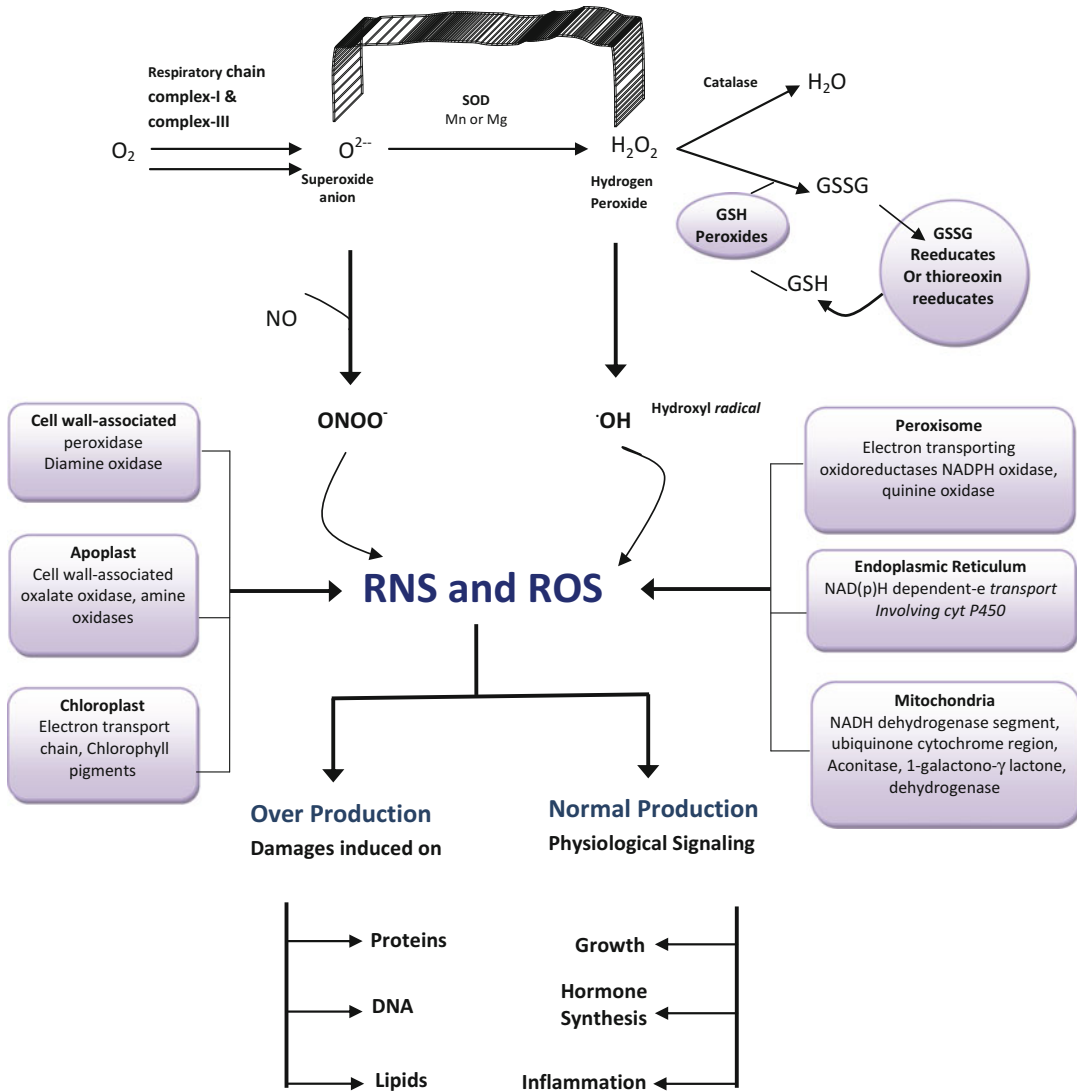 Respiratory chain
complex-I &
complex-III
O₂
O²⁻⁻
Superoxide
anion
SOD
Mn or Mg
H₂O₂
Hydrogen
Peroxide
Catalase
H₂O
GSSG
GSH
Peroxides
GSH
GSSG
Reeducates
Or thioreoxin
reeducates
NO
ONOO⁻
·OH
Hydroxyl radical
Cell wall-associated
peroxidase
Diamine oxidase
Apoplast
Cell wall-associated
oxalate oxidase, amine
oxidases
Chloroplast
Electron transport
chain, Chlorophyll
pigments
RNS and ROS
Peroxisome
Electron transporting
oxidoreductases NADPH oxidase,
quinine oxidase
Endoplasmic Reticulum
NAD(p)H dependent-e transport
Involving cyt P450
Mitochondria
NADH dehydrogenase segment,
ubiquinone cytochrome region,
Aconitase, 1-galactono-γ lactone,
dehydrogenase
Over Production
Damages induced on
Proteins
DNA
Lipids
Normal Production
Physiological Signaling
Growth
Hormone
Synthesis
Inflammation